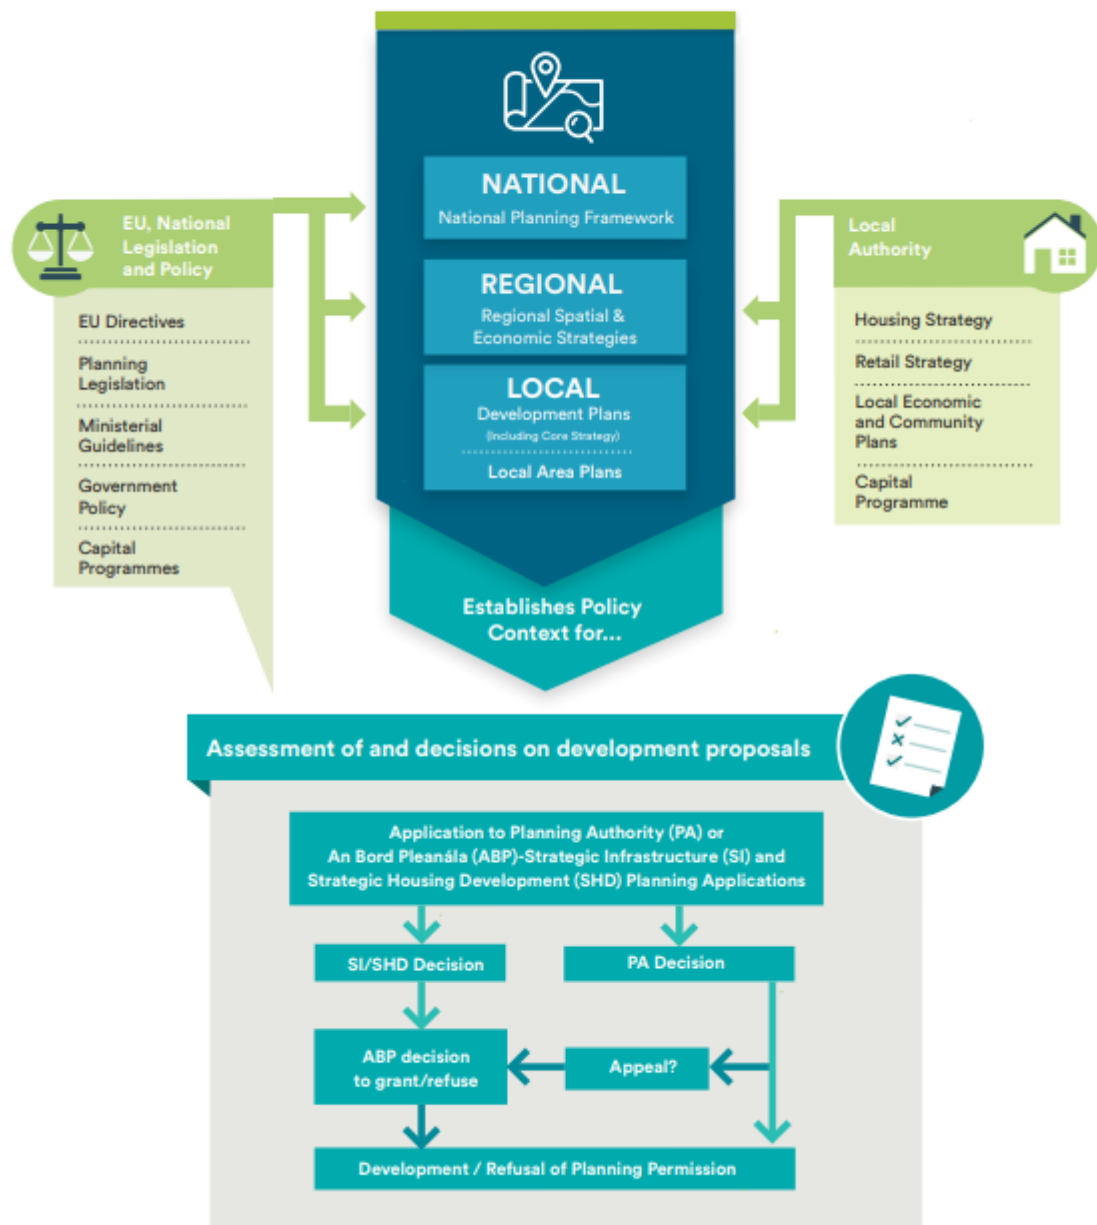 NATIONAL
National Planning Framework
REGIONAL
Regional Spatial &
Economic Strategies
LOCAL
Development Plans
(Including Core Strategy)
Local Area Plans
EU, National
Legislation
and Policy
EU Directives
Planning
Legislation
Ministerial
Guidelines
Government
Policy
Capital
Programmes
Local
Authority
Housing Strategy
Retail Strategy
Local Economic
and Community
Plans
Capital
Programme
Establishes Policy
Context for...
Assessment of and decisions on development proposals
Application to Planning Authority (PA) or
An Bord Pleanála (ABP)-Strategic Infrastructure (SI) and
Strategic Housing Development (SHD) Planning Applications
SI/SHD Decision
PA Decision
ABP decision
to grant/refuse
Appeal?
Development / Refusal of Planning Permission